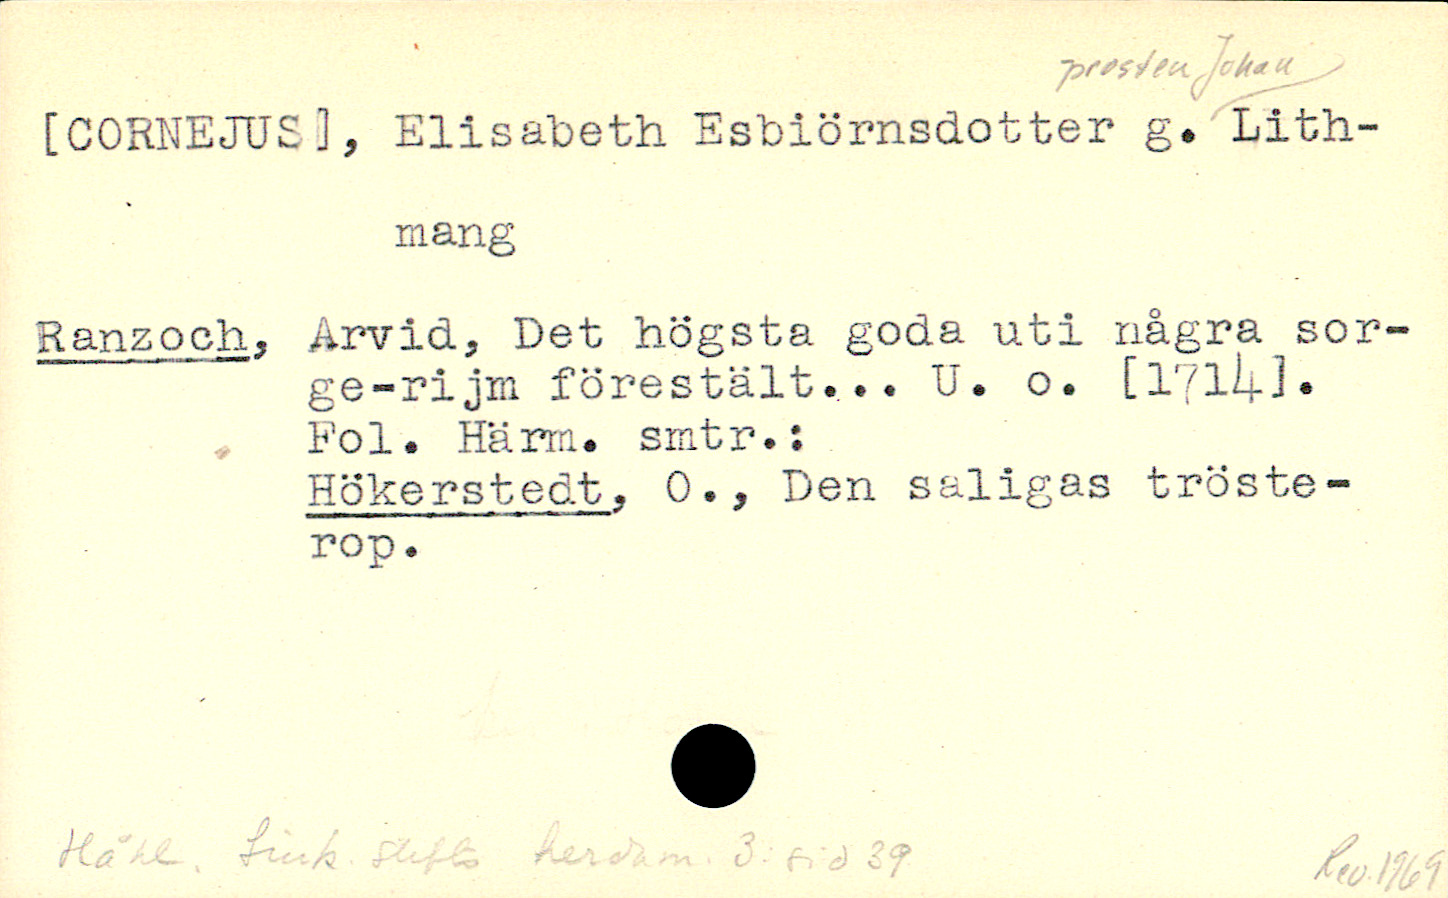 prosten Johan
[CORNEJUS], Elisabeth Esbiörnsdotter g. Lith-
mang
Ranzoch, Arvid, Det högsta goda uti några sor-
ge-rijm förestält... U. o. [1714].
Fol. Härm. smtr.:
Hökerstedt, O., Den saligas tröste-
rop.
Håhl. Link. stifts herdam. 3: sid 39
Rev. 1969